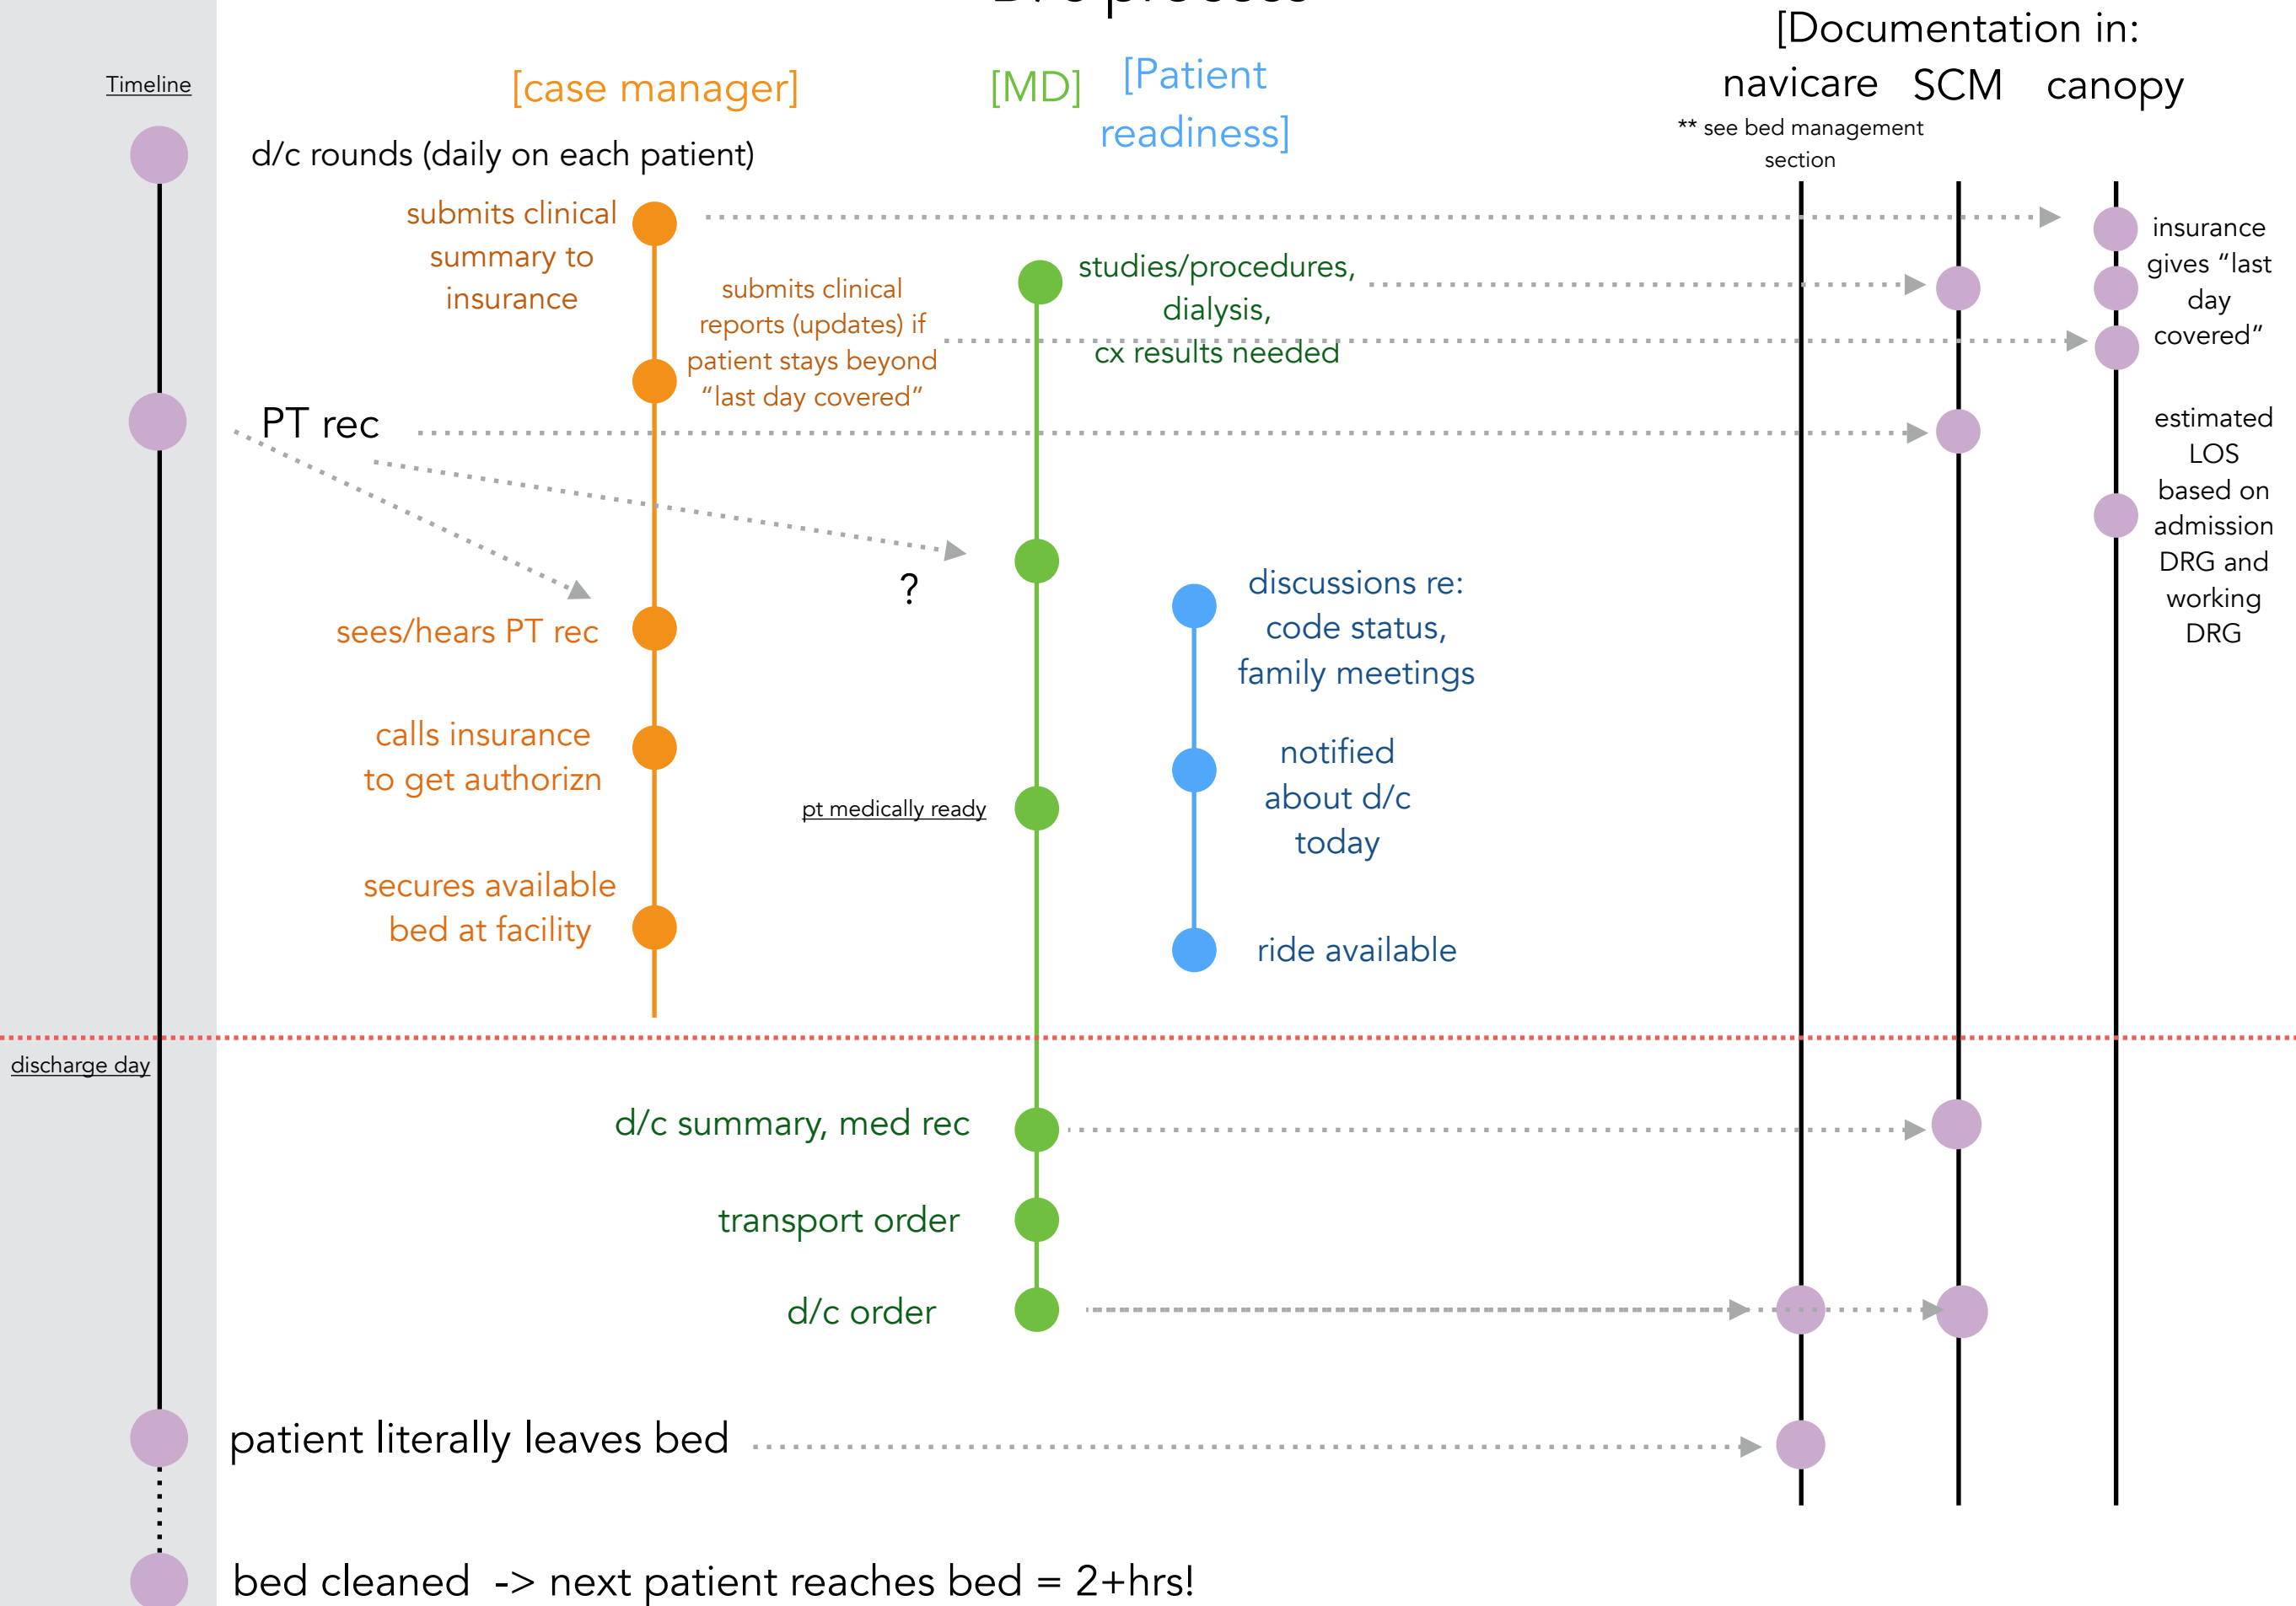 D/c process
[Documentation in:
Timeline
[case manager]
[MD]
[Patient
readiness]
navicare
SCM
canopy
** see bed management
section
d/c rounds (daily on each patient)
submits clinical
summary to
insurance
submits clinical
reports (updates) if
patient stays beyond
“last day covered”
studies/procedures,
dialysis,
cx results needed
insurance
gives “last
day
covered”
PT rec
estimated
LOS
based on
admission
DRG and
working
DRG
?
sees/hears PT rec
discussions re:
code status,
family meetings
calls insurance
to get authorizn
notified
about d/c
today
pt medically ready
secures available
bed at facility
ride available
discharge day
d/c summary, med rec
transport order
d/c order
patient literally leaves bed
bed cleaned -> next patient reaches bed = 2+hrs!